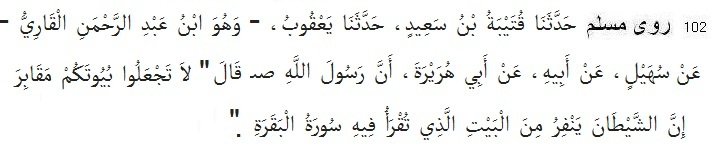 102 روى مسلم حَدَّثَنَا قُتَيْبَةُ بْنُ سَعِيدٍ، حَدَّثَنَا يَعْقُوبُ، - وَهُوَ ابْنُ عَبْدِ الرَّحْمَنِ الْقَارِيُّ -
عَنْ سُهَيْلٍ، عَنْ أَبِيهِ، عَنْ أَبِي هُرَيْرَةَ، أَنَّ رَسُولَ اللَّهِ صـ قَالَ " لاَ تَجْعَلُوا بُيُوتَكُمْ مَقَابِرَ
إِنَّ الشَّيْطَانَ يَنْفِرُ مِنَ الْبَيْتِ الَّذِي تُقْرَأُ فِيهِ سُورَةُ الْبَقَرَةِ ".